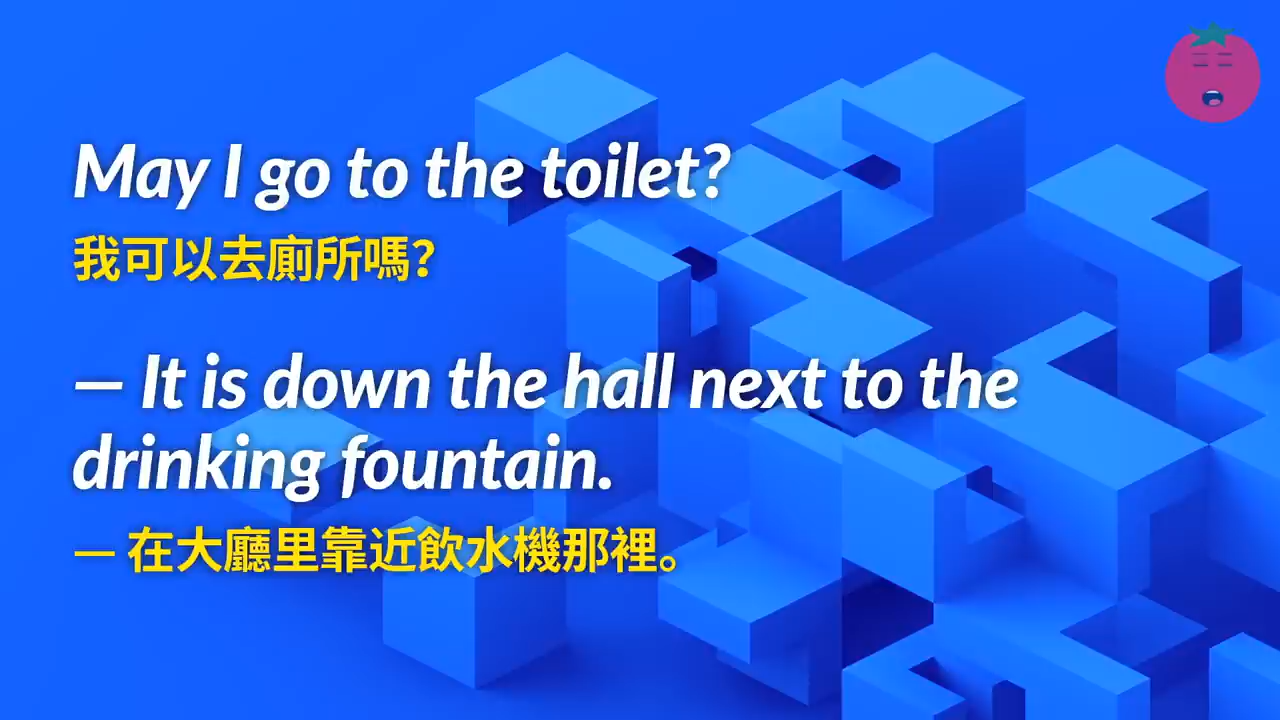 May I go to the toilet?
我可以去廁所嗎?
— It is down the hall next to the
drinking fountain.
— 在大廳里靠近飲水機那裡。